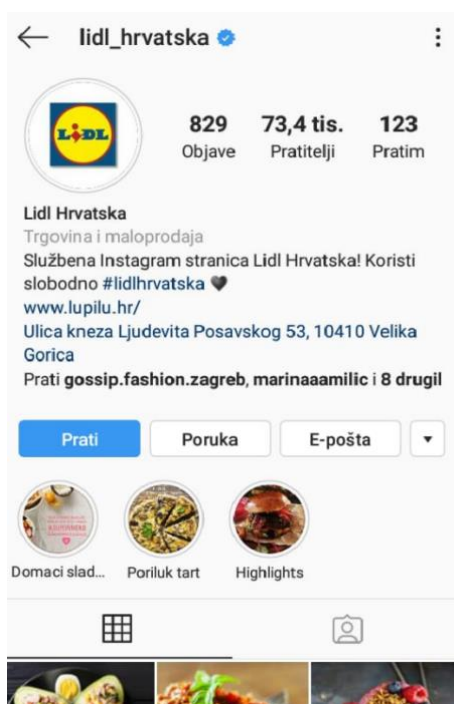 lidl_hrvatska
LIDL
829 73,4 tis. 123
Objave Pratitelji Pratim
Lidl Hrvatska
Trgovina i maloprodaja
Službena Instagram stranica Lidl Hrvatska! Koristi
slobodno #lidlhrvatska 🖤
www.lupilu.hr/
Ulica kneza Ljudevita Posavskog 53, 10410 Velika
Gorica
Prati gossip.fashion.zagreb, marinaaamilic i 8 drugil
Prati Poruka E-pošta
Domaci slad... Poriluk tart Highlights